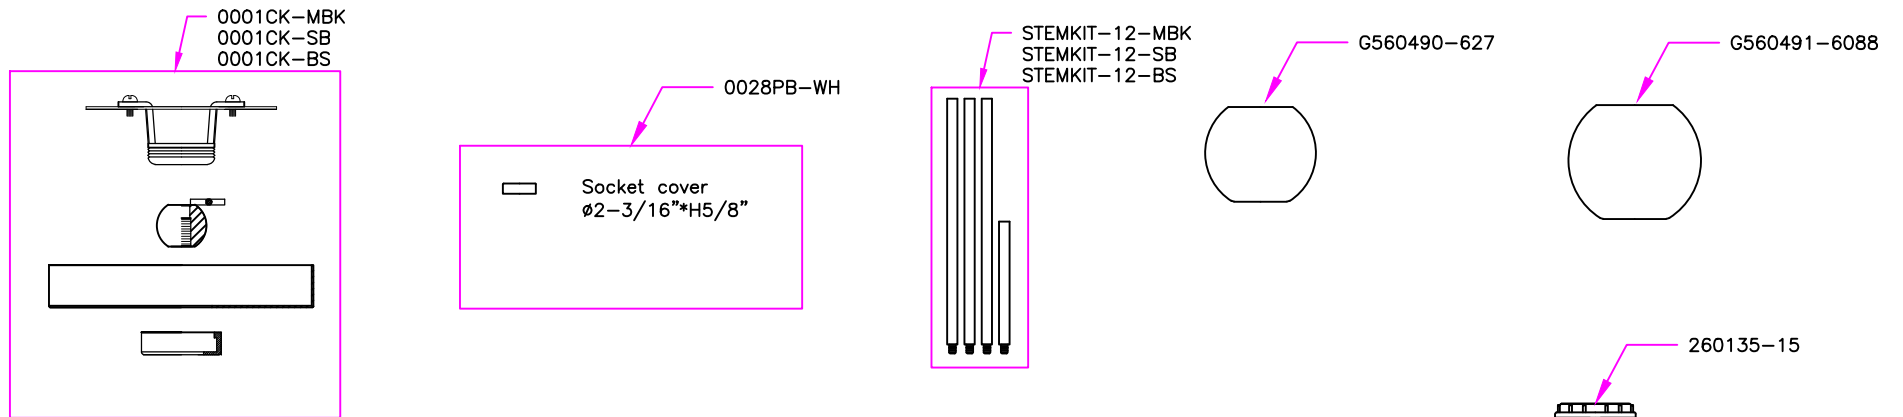 0001CK-MBK
0001CK-SB
0001CK-BS
0028PB-WH
Socket cover
ø2-3/16"*H5/8"
STEMKIT-12-MBK
STEMKIT-12-SB
STEMKIT-12-BS
G560490-627
G560491-6088
260135-15